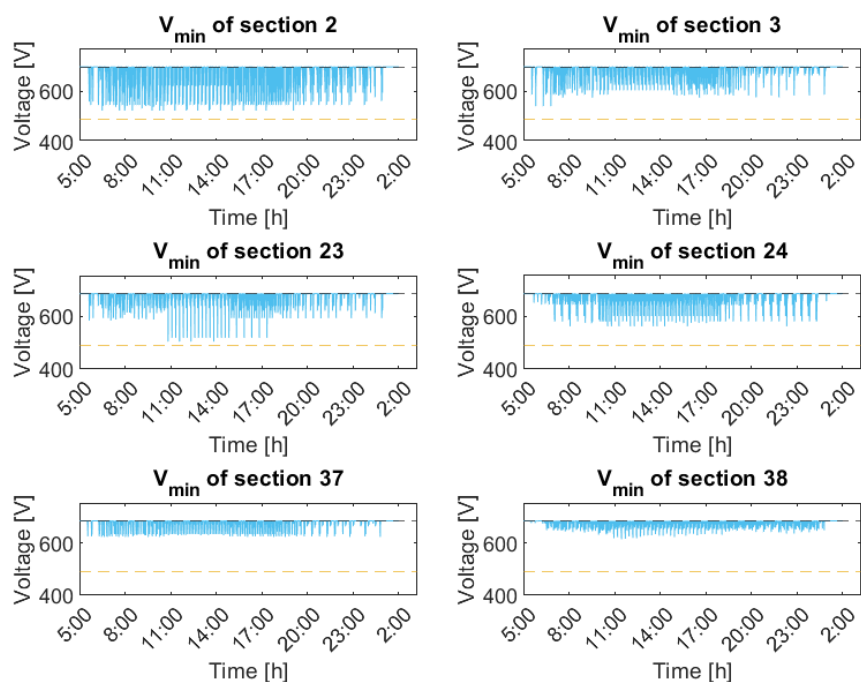 V_min of section 2
Voltage [V]
600
400
5:00 8:00 11:00 14:00 17:00 20:00 23:00 2:00
Time [h]
V_min of section 3
Voltage [V]
600
400
5:00 8:00 11:00 14:00 17:00 20:00 23:00 2:00
Time [h]
V_min of section 23
Voltage [V]
600
400
5:00 8:00 11:00 14:00 17:00 20:00 23:00 2:00
Time [h]
V_min of section 24
Voltage [V]
600
400
5:00 8:00 11:00 14:00 17:00 20:00 23:00 2:00
Time [h]
V_min of section 37
Voltage [V]
600
400
5:00 8:00 11:00 14:00 17:00 20:00 23:00 2:00
Time [h]
V_min of section 38
Voltage [V]
600
400
5:00 8:00 11:00 14:00 17:00 20:00 23:00 2:00
Time [h]